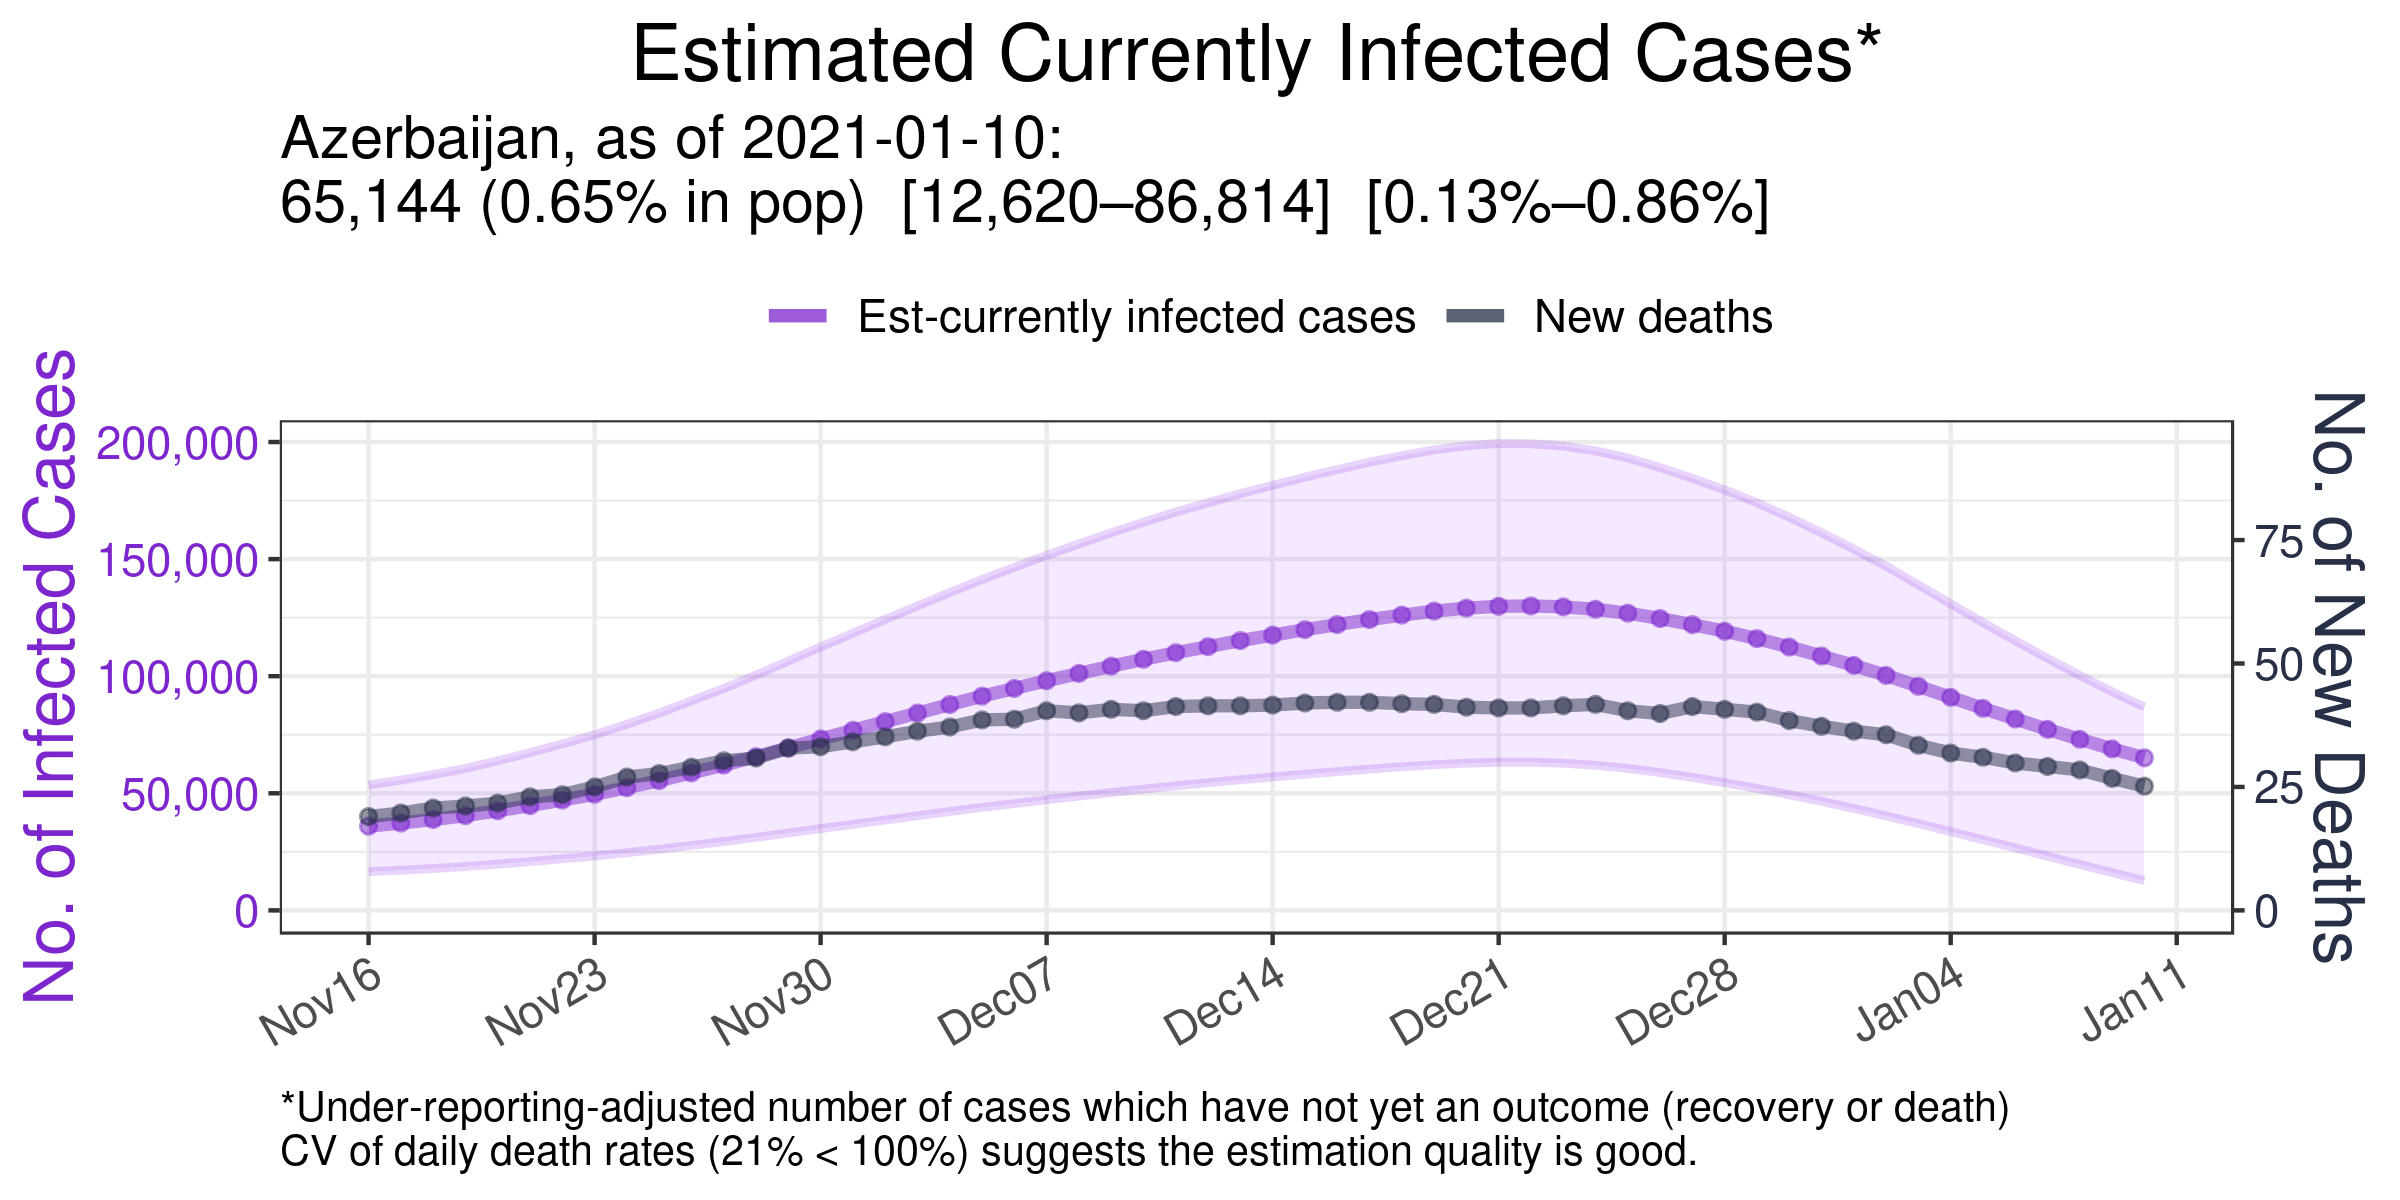 Estimated Currently Infected Cases*
Azerbaijan, as of 2021-01-10:
65,144 (0.65% in pop)  [12,620–86,814]  [0.13%–0.86%]
Est-currently infected cases
New deaths
No. of Infected Cases
200,000
150,000
100,000
50,000
0
75
50
25
0
No. of New Deaths
Nov16
Nov23
Nov30
Dec07
Dec14
Dec21
Dec28
Jan04
Jan11
*Under-reporting-adjusted number of cases which have not yet an outcome (recovery or death)
CV of daily death rates (21% < 100%) suggests the estimation quality is good.